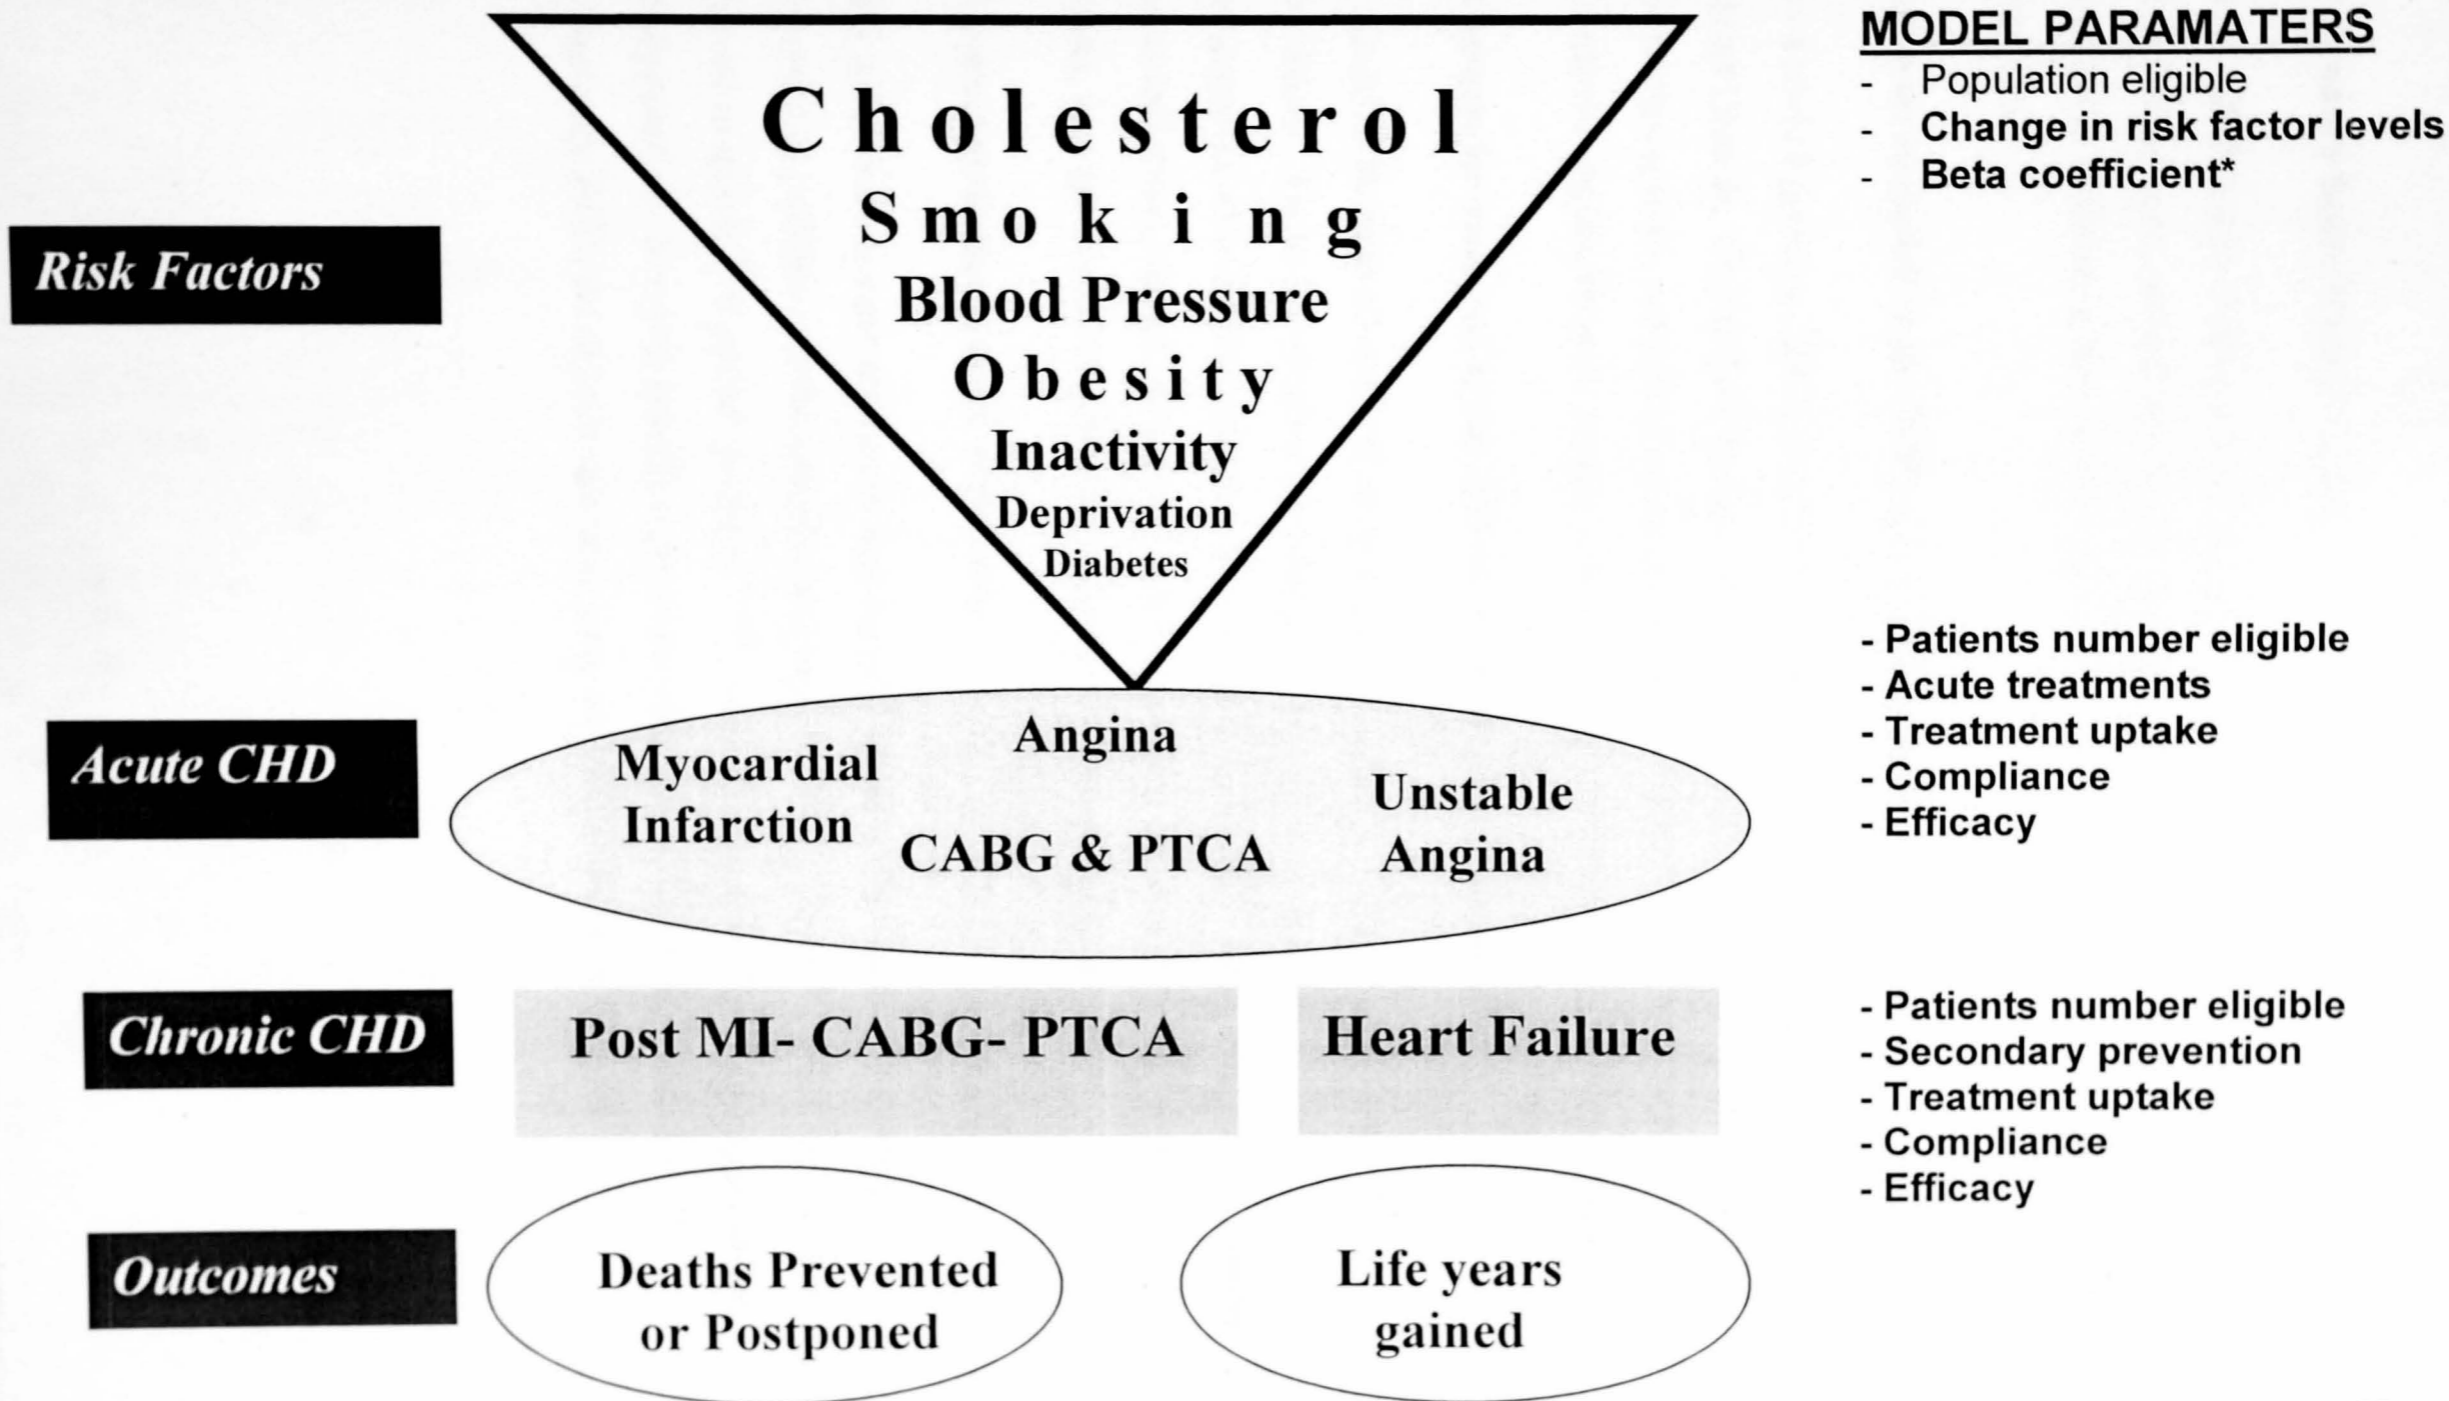 MODEL PARAMATERS
- Population eligible
- Change in risk factor levels
- Beta coefficient*
Risk Factors
Cholesterol
Smoking
Blood Pressure
Obesity
Inactivity
Deprivation
Diabetes
Acute CHD
Myocardial
Infarction
Angina
CABG & PTCA
Unstable
Angina
- Patients number eligible
- Acute treatments
- Treatment uptake
- Compliance
- Efficacy
Chronic CHD
Post MI- CABG- PTCA
Heart Failure
- Patients number eligible
- Secondary prevention
- Treatment uptake
- Compliance
- Efficacy
Outcomes
Deaths Prevented
or Postponed
Life years
gained